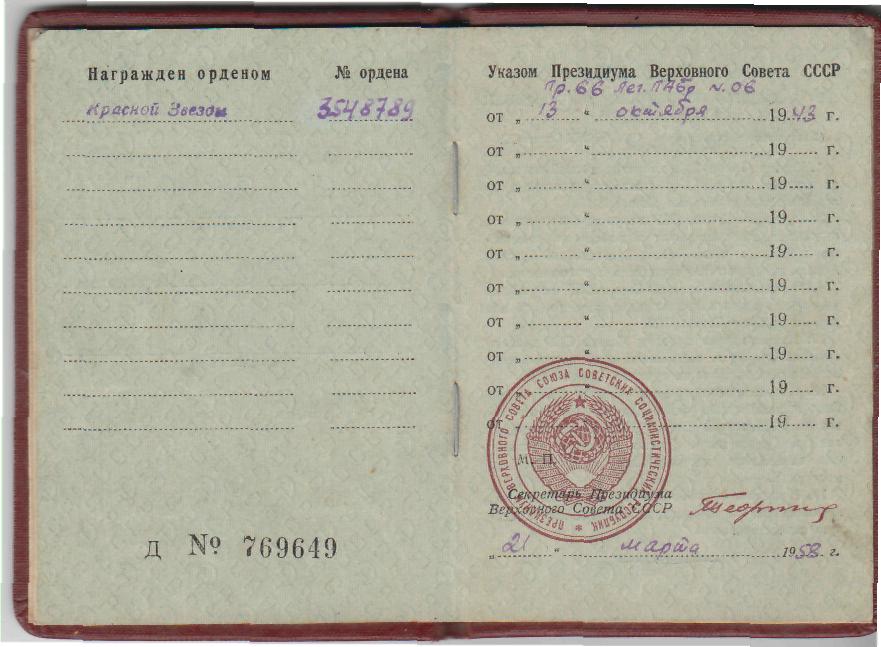 Награжден орденом № ордена
Красной Звезды 3548789
Д № 769649
Указом Президиума Верховного Совета СССР
Пр. 66 Лег. ПАбр N. 06
от „ 13 “ октября 1943 г.
от „ “ 19 г.
от „ “ 19 г.
от „ “ 19 г.
от „ “ 19 г.
от „ “ 19 г.
от „ “ 19 г.
от „ “ 19 г.
от „ “ 19 г.
от „ 19 г.
ПРЕЗИДИУМ ВЕРХОВНОГО СОВЕТА СОЮЗА СОВЕТСКИХ СОЦИАЛИСТИЧЕСКИХ РЕСПУБЛИК
М. П.
Секретарь Президиума
Верховного Совета СССР
„ 21 “ марта 1958 г.